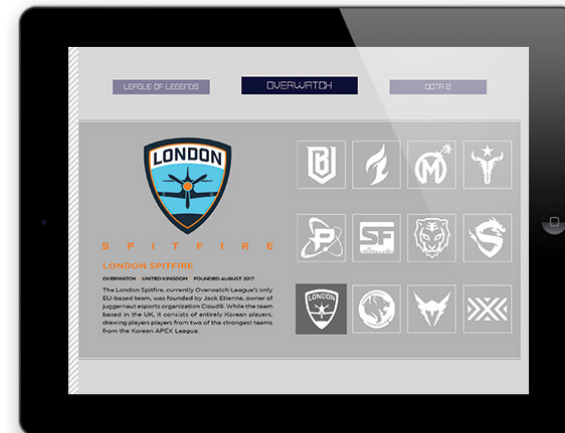 LEAGUE OF LEGENDS
OVERWATCH
DOTA 2
LONDON
SPITFIRE
LONDON SPITFIRE
OVERWATCH UNITED KINGDOM FOUNDED AUGUST 2017
The London Spitfire, currently Overwatch League's only
EU-based team, was founded by Jack Etienne, owner of
juggernaut esports organization Cloud9. While the team
based in the UK, it consists of entirely Korean players,
drawing players players from two of the strongest teams
from the Korean APEX League.
M
P
SF
LONDON